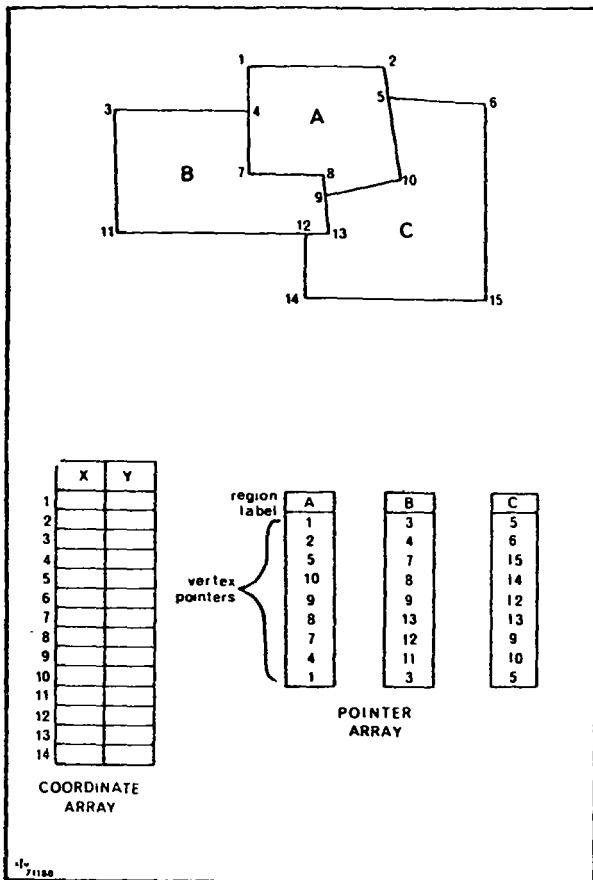 1 2
3 4 5 6
A
B
7 8
9 10
11 12 13
C
14 15
X Y
1
2
3
4
5
6
7
8
9
10
11
12
13
14
COORDINATE
ARRAY
region
label
vertex
pointers
A B C
1 3 5
2 4 6
5 7 15
10 8 14
9 9 12
8 13 13
7 12 9
4 11 10
1 3 5
POINTER
ARRAY
71180